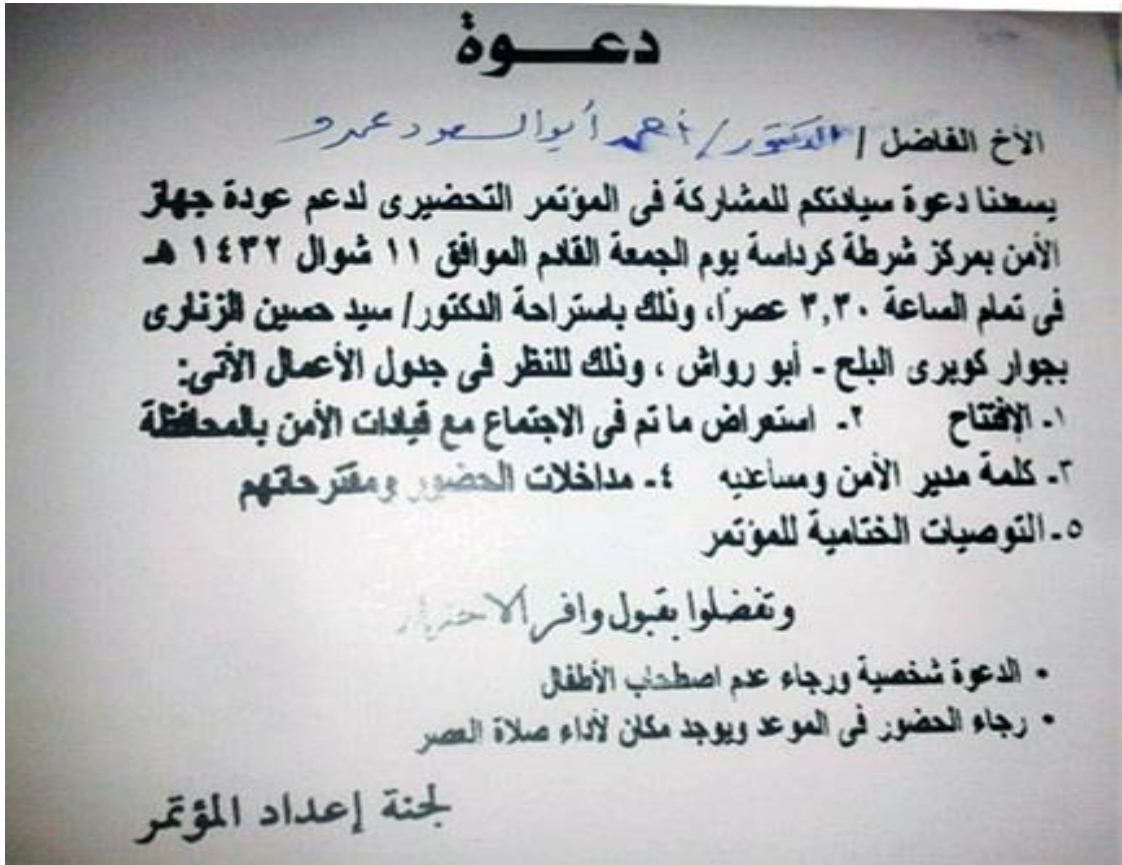 دعـــوة
الأخ الفاضل / الدكتور / أحمد أبو السعود عمرو
يسعدنا دعوة سيادتكم للمشاركة فى المؤتمر التحضيرى لدعم عودة جهاز
الأمن بمركز شرطة كرداسة يوم الجمعة القادم الموافق ١١ شوال ١٤٣٢ هـ
فى تمام الساعة ٣,٣٠ عصرًا، وذلك باستراحة الدكتور/ سيد حسين الزنارى
بجوار كوبرى البلح - أبو رواش ، وذلك للنظر فى جدول الأعمال الأتى:
١- الإفتتاح ٢- استعراض ما تم فى الاجتماع مع قيادات الأمن بالمحافظة
٣- كلمة مدير الأمن ومساعديه ٤- مداخلات الحضور ومقترحاتهم
٥- التوصيات الختامية للمؤتمر
وتفضلوا بقبول وافر الاحترام
• الدعوة شخصية ورجاء عدم اصطحاب الأطفال
• رجاء الحضور فى الموعد ويوجد مكان لأداء صلاة العصر
لجنة إعداد المؤتمر